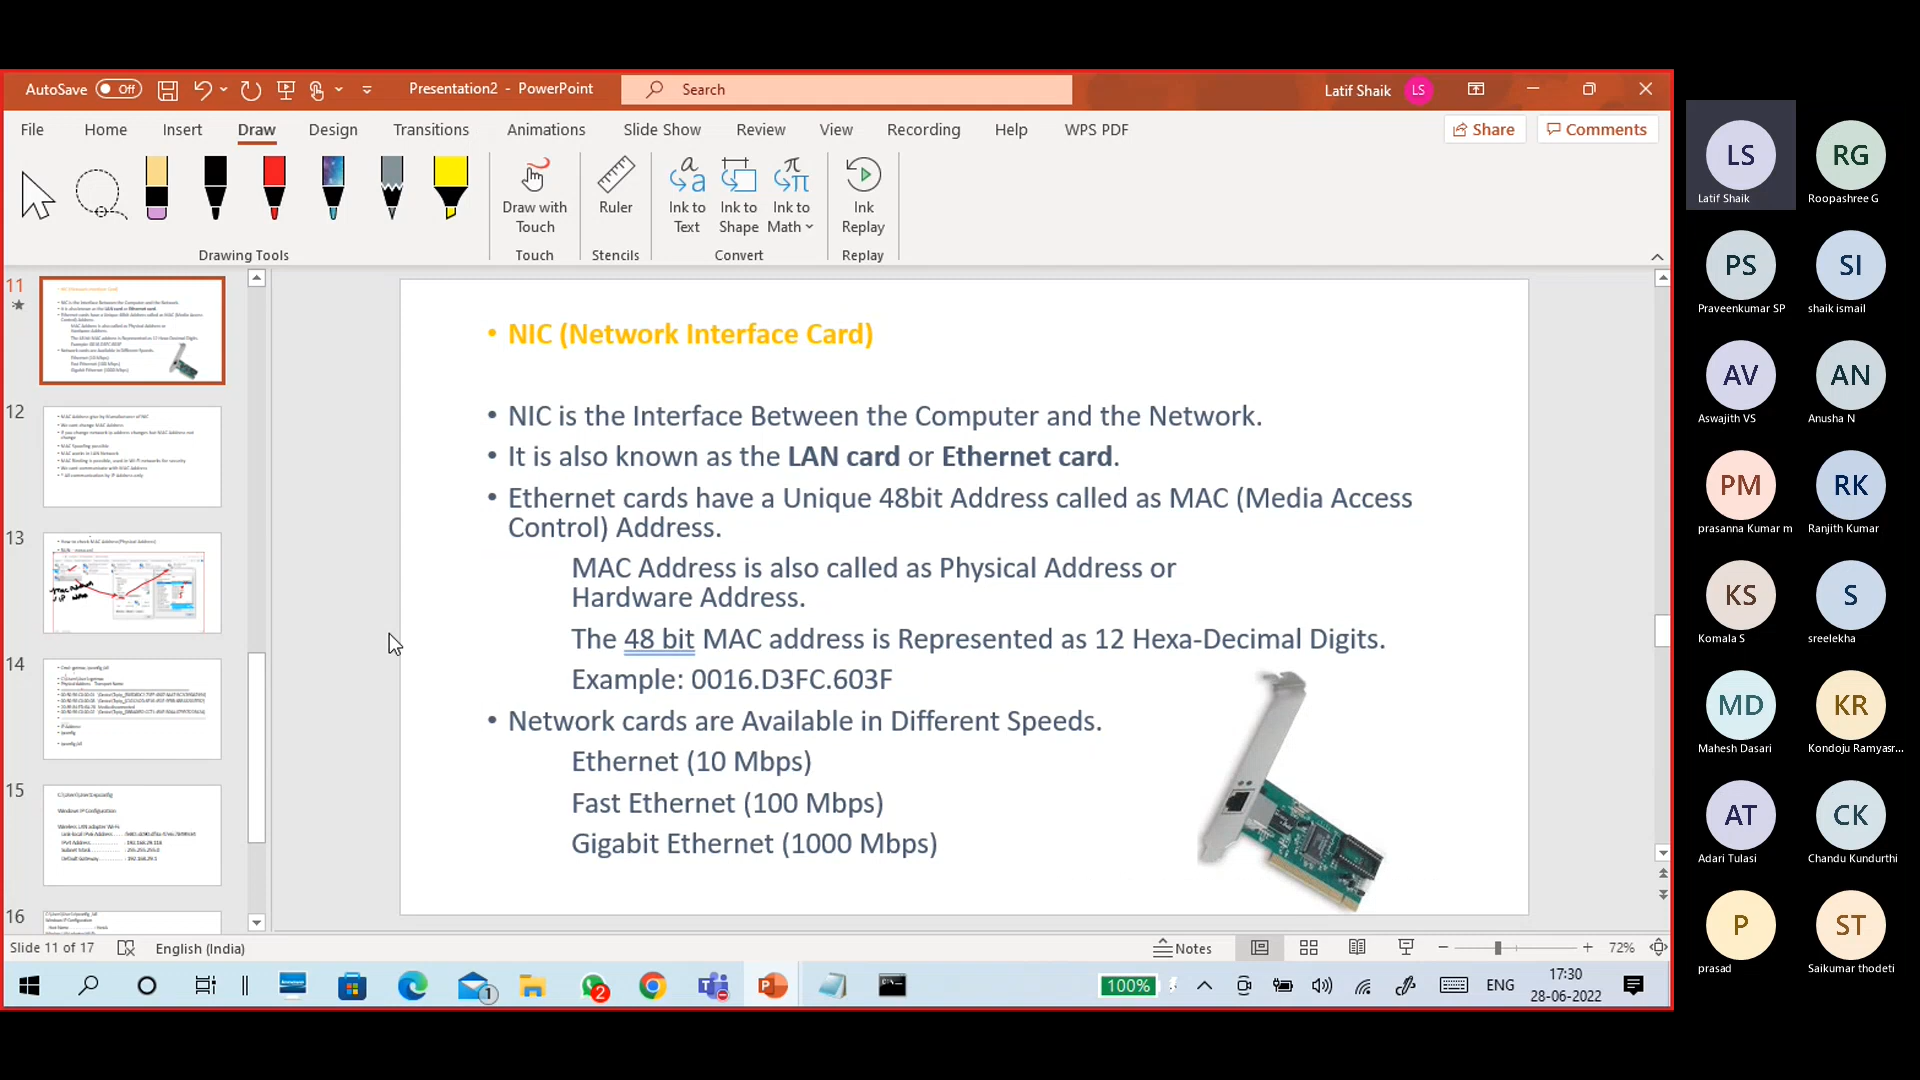 AutoSave Off
Presentation2 - PowerPoint
Search
Latif Shaik LS
File Home Insert Draw Design Transitions Animations Slide Show Review View Recording Help WPS PDF
Share Comments
Draw with Touch
Ruler
Ink to Text
Ink to Shape
Ink to Math
Ink Replay
Drawing Tools Touch Stencils Convert Replay
11
12
13
14
15
16
• NIC (Network Interface Card)
• NIC is the Interface Between the Computer and the Network.
• It is also known as the LAN card or Ethernet card.
• Ethernet cards have a Unique 48bit Address called as MAC (Media Access
Control) Address.
MAC Address is also called as Physical Address or
Hardware Address.
The 48 bit MAC address is Represented as 12 Hexa-Decimal Digits.
Example: 0016.D3FC.603F
• Network cards are Available in Different Speeds.
Ethernet (10 Mbps)
Fast Ethernet (100 Mbps)
Gigabit Ethernet (1000 Mbps)
Slide 11 of 17 English (India)
Notes 72%
100% ENG
17:30
28-06-2022
LS
Latif Shaik
RG
Roopashree G
PS
Praveenkumar SP
SI
shaik ismail
AV
Aswajith VS
AN
Anusha N
PM
prasanna Kumar m
RK
Ranjith Kumar
KS
Komala S
S
sreelekha
MD
Mahesh Dasari
KR
Kondoju Ramyasr...
AT
Adari Tulasi
CK
Chandu Kundurthi
P
prasad
ST
Saikumar thodeti